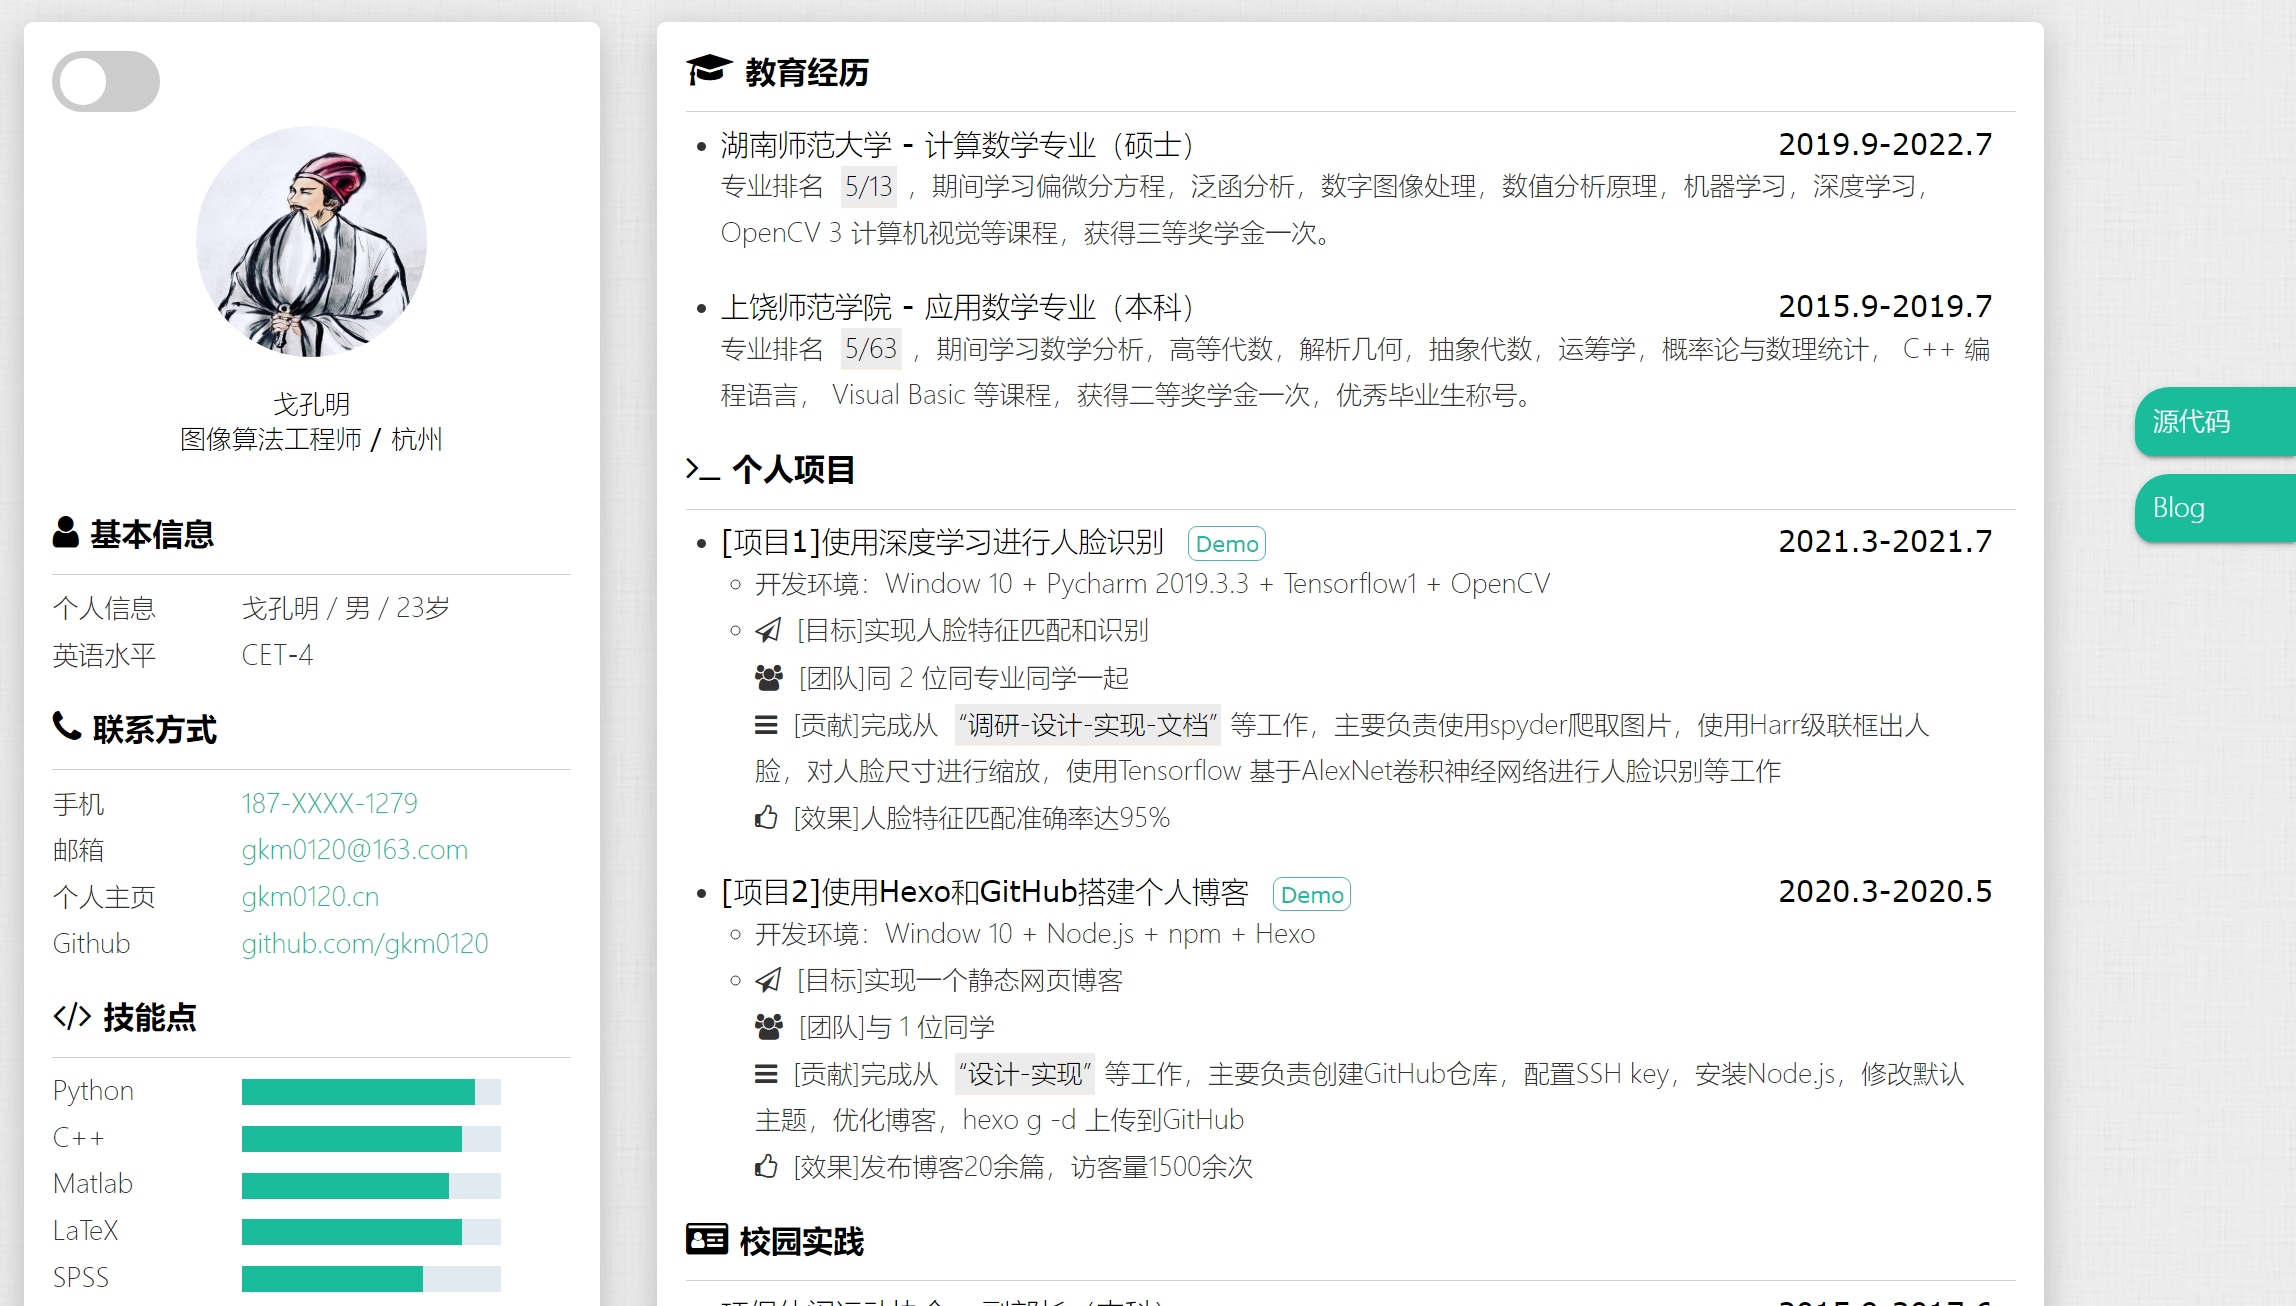 戈孔明
图像算法工程师 / 杭州
基本信息
个人信息 戈孔明 / 男 / 23岁
英语水平 CET-4
联系方式
手机 187-XXXX-1279
邮箱 gkm0120@163.com
个人主页 gkm0120.cn
Github github.com/gkm0120
</> 技能点
Python
C++
Matlab
LaTeX
SPSS
教育经历
湖南师范大学 - 计算数学专业（硕士） 2019.9-2022.7
专业排名 5/13 ，期间学习偏微分方程，泛函分析，数字图像处理，数值分析原理，机器学习，深度学习，
OpenCV 3 计算机视觉等课程，获得三等奖学金一次。
上饶师范学院 - 应用数学专业（本科） 2015.9-2019.7
专业排名 5/63 ，期间学习数学分析，高等代数，解析几何，抽象代数，运筹学，概率论与数理统计， C++ 编
程语言， Visual Basic 等课程，获得二等奖学金一次，优秀毕业生称号。
个人项目
[项目1]使用深度学习进行人脸识别 Demo 2021.3-2021.7
开发环境：Window 10 + Pycharm 2019.3.3 + Tensorflow1 + OpenCV
[目标]实现人脸特征匹配和识别
[团队]同 2 位同专业同学一起
[贡献]完成从 “调研-设计-实现-文档” 等工作，主要负责使用spyder爬取图片，使用Harr级联框出人
脸，对人脸尺寸进行缩放，使用Tensorflow 基于AlexNet卷积神经网络进行人脸识别等工作
[效果]人脸特征匹配准确率达95%
[项目2]使用Hexo和GitHub搭建个人博客 Demo 2020.3-2020.5
开发环境：Window 10 + Node.js + npm + Hexo
[目标]实现一个静态网页博客
[团队]与 1 位同学
[贡献]完成从 “设计-实现” 等工作，主要负责创建GitHub仓库，配置SSH key，安装Node.js，修改默认
主题，优化博客，hexo g -d 上传到GitHub
[效果]发布博客20余篇，访客量1500余次
校园实践
源代码
Blog